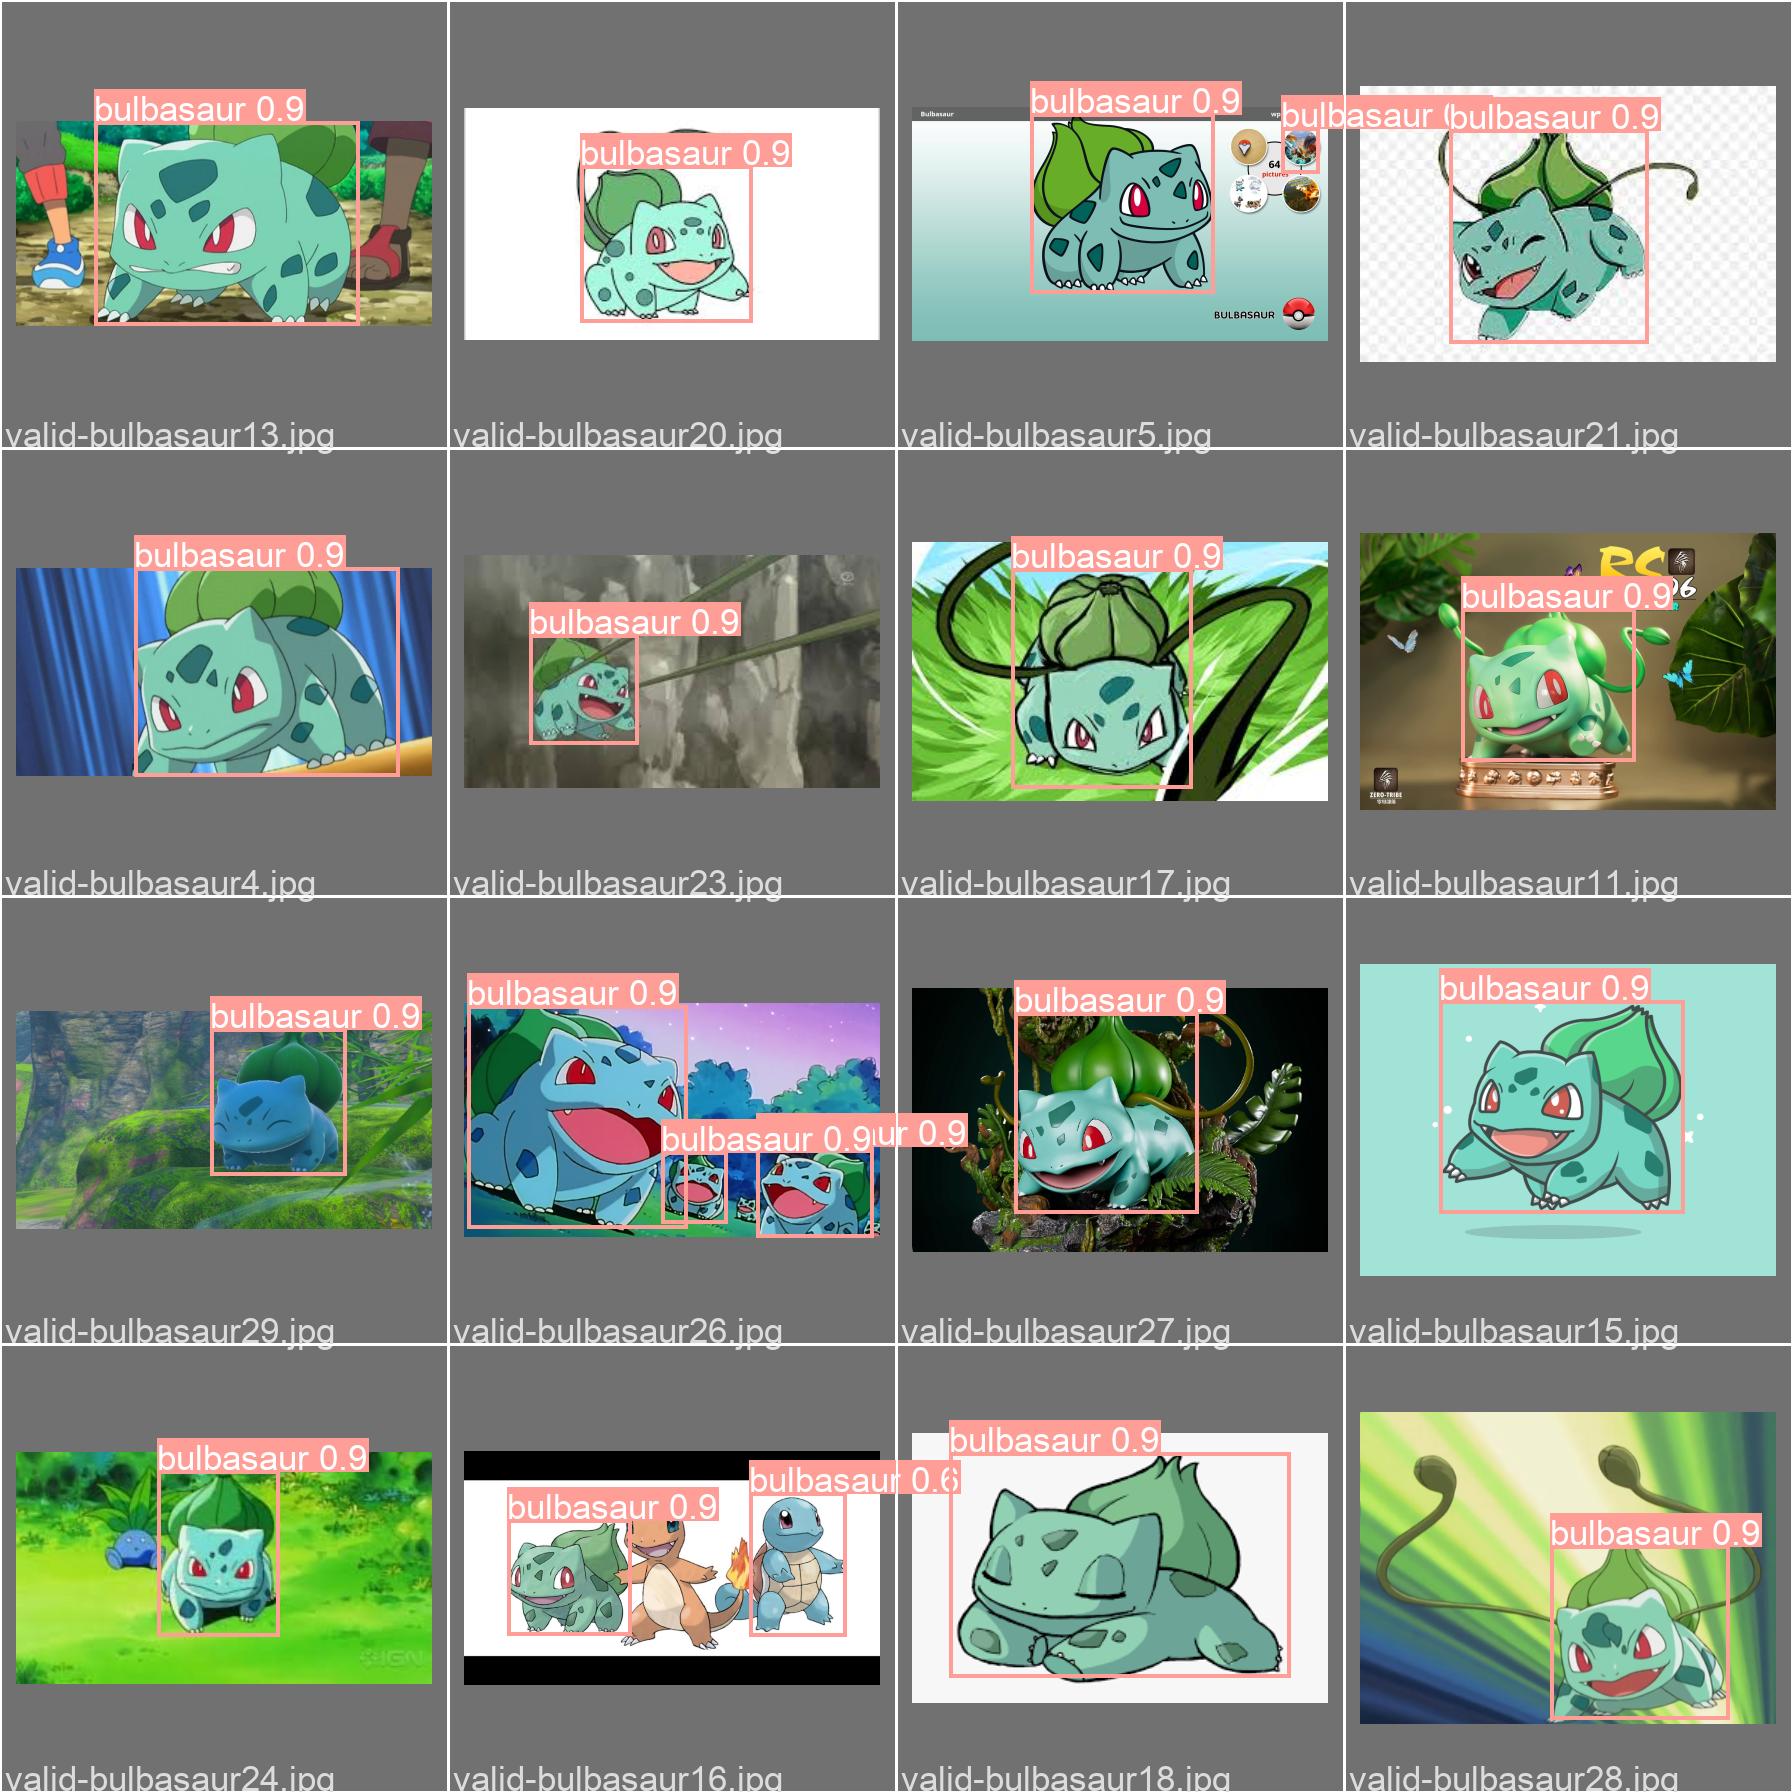 bulbasaur 0.9
valid-bulbasaur13.jpg
bulbasaur 0.9
valid-bulbasaur20.jpg
bulbasaur 0.9
bulbasaur
Bulbasaur
64
pictures
BULBASAUR
valid-bulbasaur5.jpg
bulbasaur 0.9
valid-bulbasaur21.jpg
bulbasaur 0.9
valid-bulbasaur4.jpg
bulbasaur 0.9
valid-bulbasaur23.jpg
bulbasaur 0.9
valid-bulbasaur17.jpg
RS
bulbasaur 0.9
ZERO-TRIBE
valid-bulbasaur11.jpg
bulbasaur 0.9
valid-bulbasaur29.jpg
bulbasaur 0.9
bulbasaur 0.9
ur 0.9
valid-bulbasaur26.jpg
bulbasaur 0.9
valid-bulbasaur27.jpg
bulbasaur 0.9
valid-bulbasaur15.jpg
bulbasaur 0.9
IGN
valid-bulbasaur24.jpg
bulbasaur 0.9
bulbasaur 0.6
valid-bulbasaur16.jpg
bulbasaur 0.9
valid-bulbasaur18.jpg
bulbasaur 0.9
valid-bulbasaur28.jpg